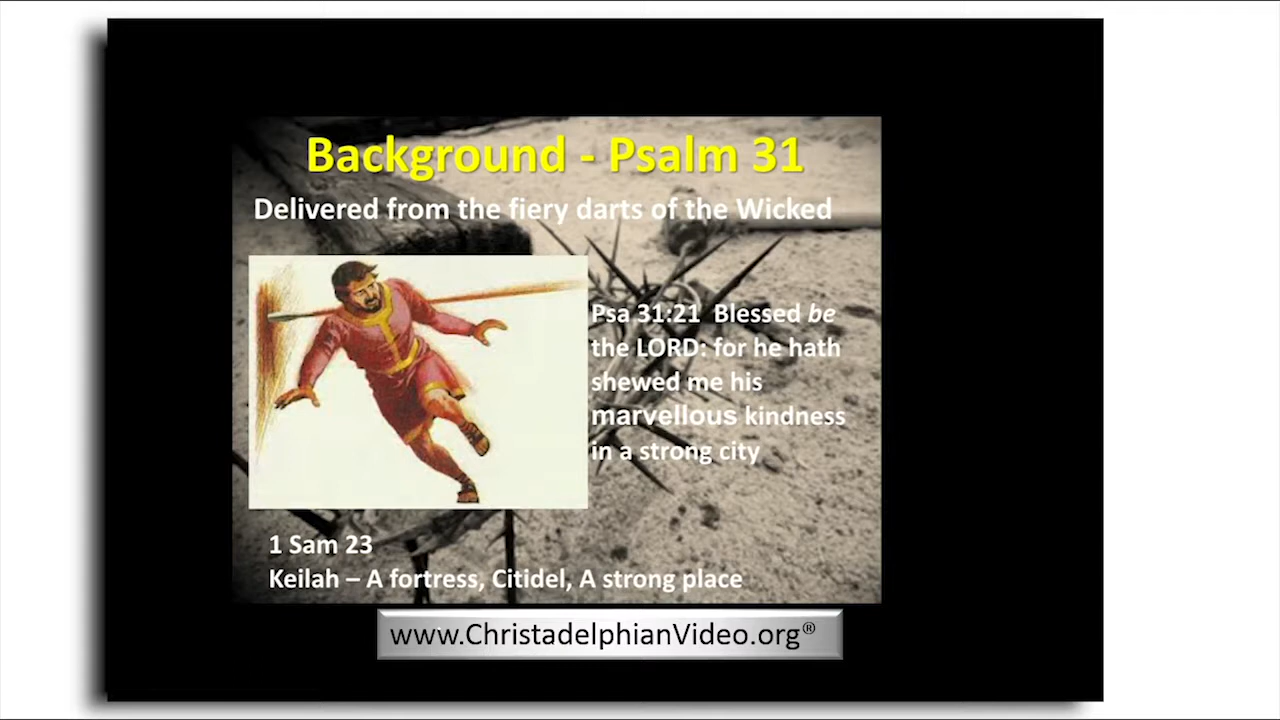 Background - Psalm 31
Delivered from the fiery darts of the Wicked
Psa 31:21 Blessed be
the LORD: for he hath
shewed me his
marvellous kindness
in a strong city
1 Sam 23
Keilah – A fortress, Citidel, A strong place
www.ChristadelphianVideo.org®